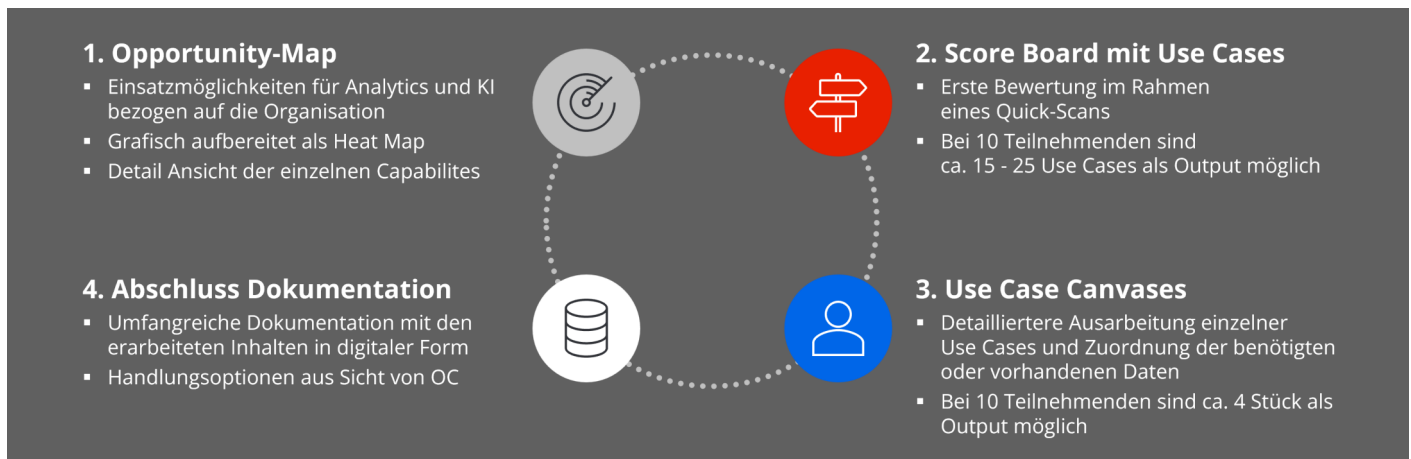 1. Opportunity-Map
▪ Einsatzmöglichkeiten für Analytics und KI
bezogen auf die Organisation
▪ Grafisch aufbereitet als Heat Map
▪ Detail Ansicht der einzelnen Capabilites
2. Score Board mit Use Cases
▪ Erste Bewertung im Rahmen
eines Quick-Scans
▪ Bei 10 Teilnehmenden sind
ca. 15 - 25 Use Cases als Output möglich
3. Use Case Canvases
▪ Detailliertere Ausarbeitung einzelner
Use Cases und Zuordnung der benötigten
oder vorhandenen Daten
▪ Bei 10 Teilnehmenden sind ca. 4 Stück als
Output möglich
4. Abschluss Dokumentation
▪ Umfangreiche Dokumentation mit den
erarbeiteten Inhalten in digitaler Form
▪ Handlungsoptionen aus Sicht von OC